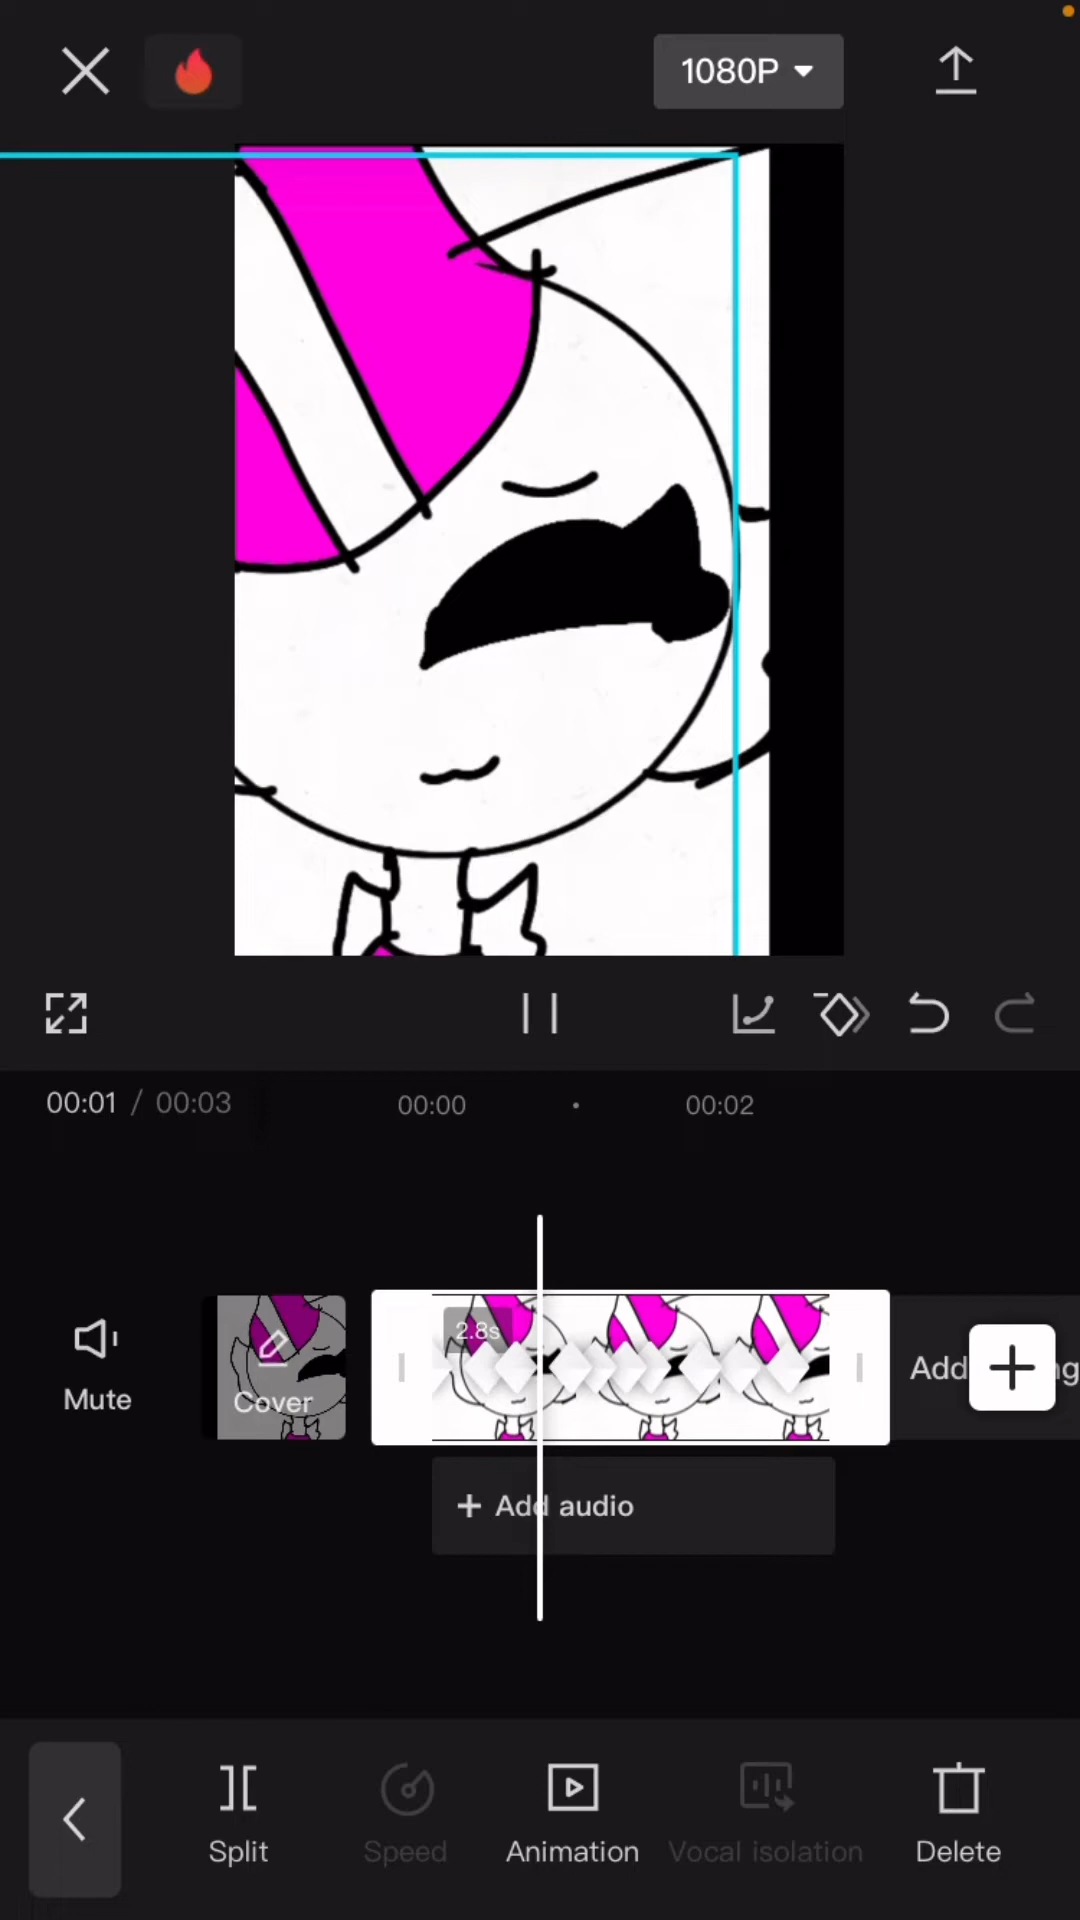 1080P
00:01 / 00:03
00:00
00:02
2.8s
Mute
Cover
Add
+ Add audio
Split
Speed
Animation
Vocal isolation
Delete